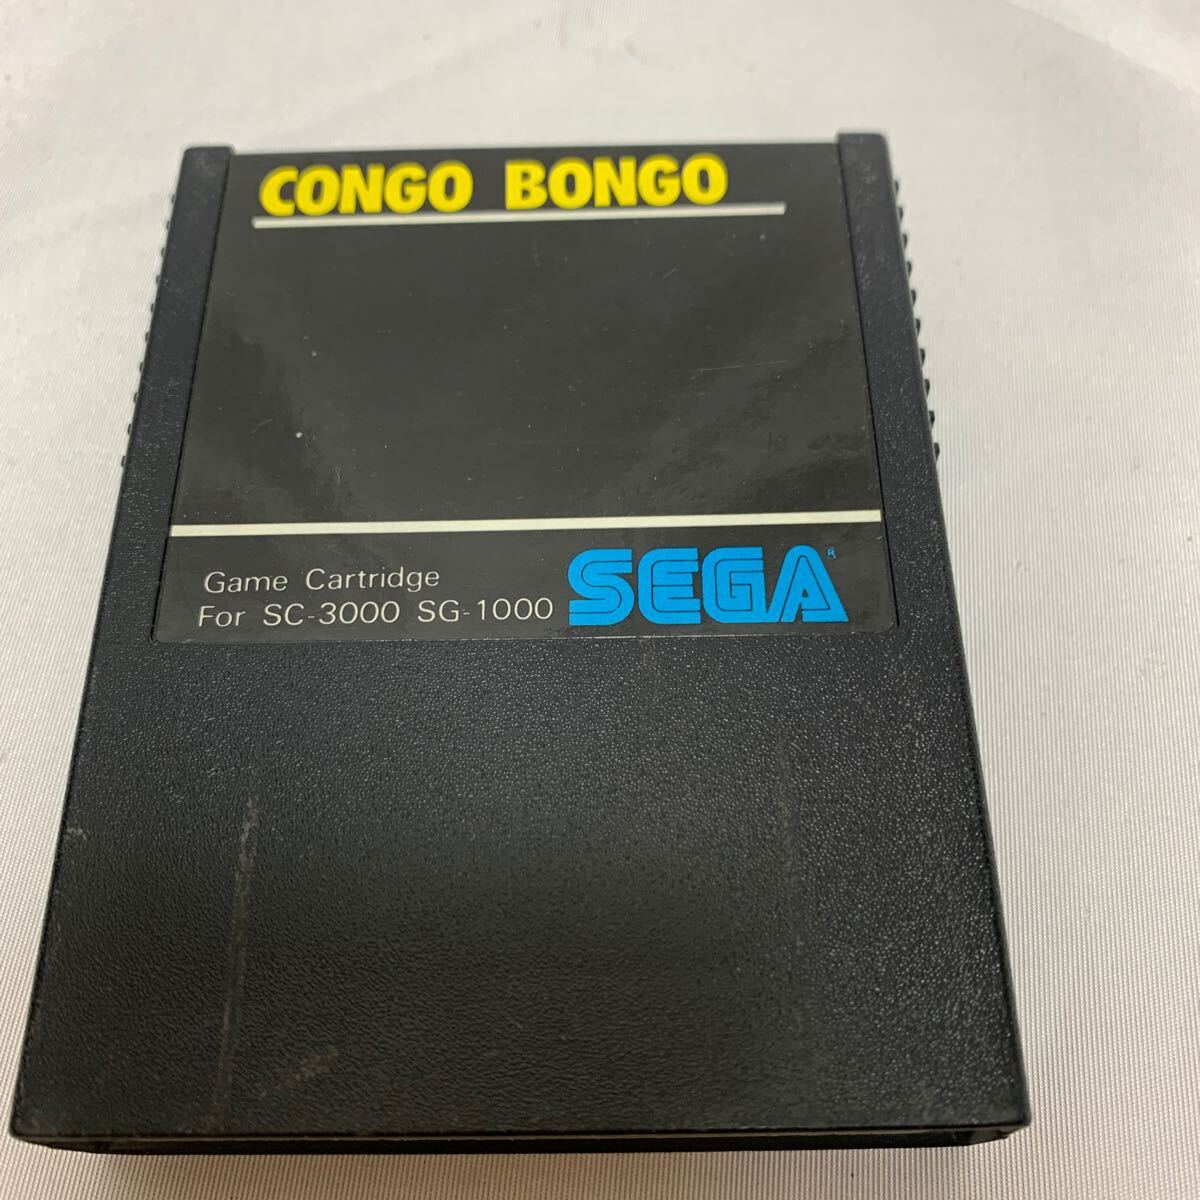 CONGO BONGO
Game Cartridge
For SC-3000 SG-1000
SEGA®